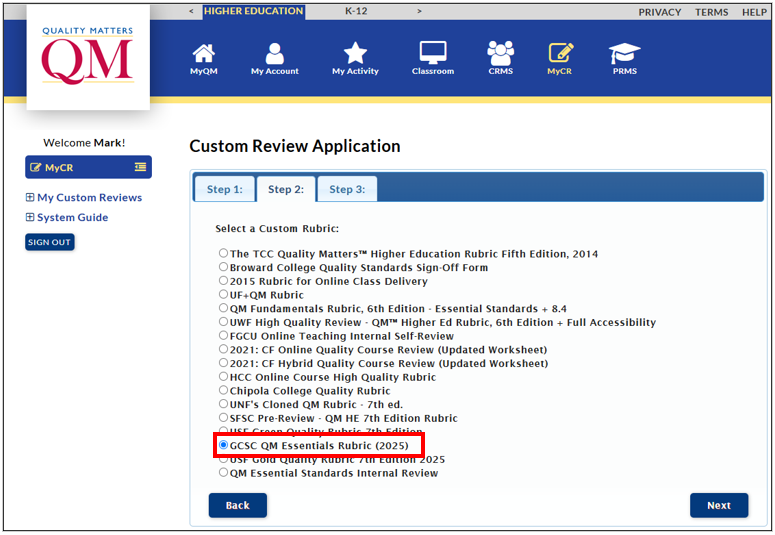 < HIGHER EDUCATION K-12 >
PRIVACY TERMS HELP
QUALITY MATTERS
QM
MyQM
My Account
My Activity
Classroom
CRMS
MyCR
PRMS
Welcome Mark!
MyCR
My Custom Reviews
System Guide
SIGN OUT
Custom Review Application
Step 1:
Step 2:
Step 3:
Select a Custom Rubric:
The TCC Quality Matters™ Higher Education Rubric Fifth Edition, 2014
Broward College Quality Standards Sign-Off Form
2015 Rubric for Online Class Delivery
UF+QM Rubric
QM Fundamentals Rubric, 6th Edition - Essential Standards + 8.4
UWF High Quality Review - QM™ Higher Ed Rubric, 6th Edition + Full Accessibility
FGCU Online Teaching Internal Self-Review
2021: CF Online Quality Course Review (Updated Worksheet)
2021: CF Hybrid Quality Course Review (Updated Worksheet)
HCC Online Course High Quality Rubric
Chipola College Quality Rubric
UNF's Cloned QM Rubric - 7th ed.
SFSC Pre-Review - QM HE 7th Edition Rubric
USF Green Quality Rubric 7th Edition
GCSC QM Essentials Rubric (2025)
USF Gold Quality Rubric 7th Edition 2025
QM Essential Standards Internal Review
Back
Next